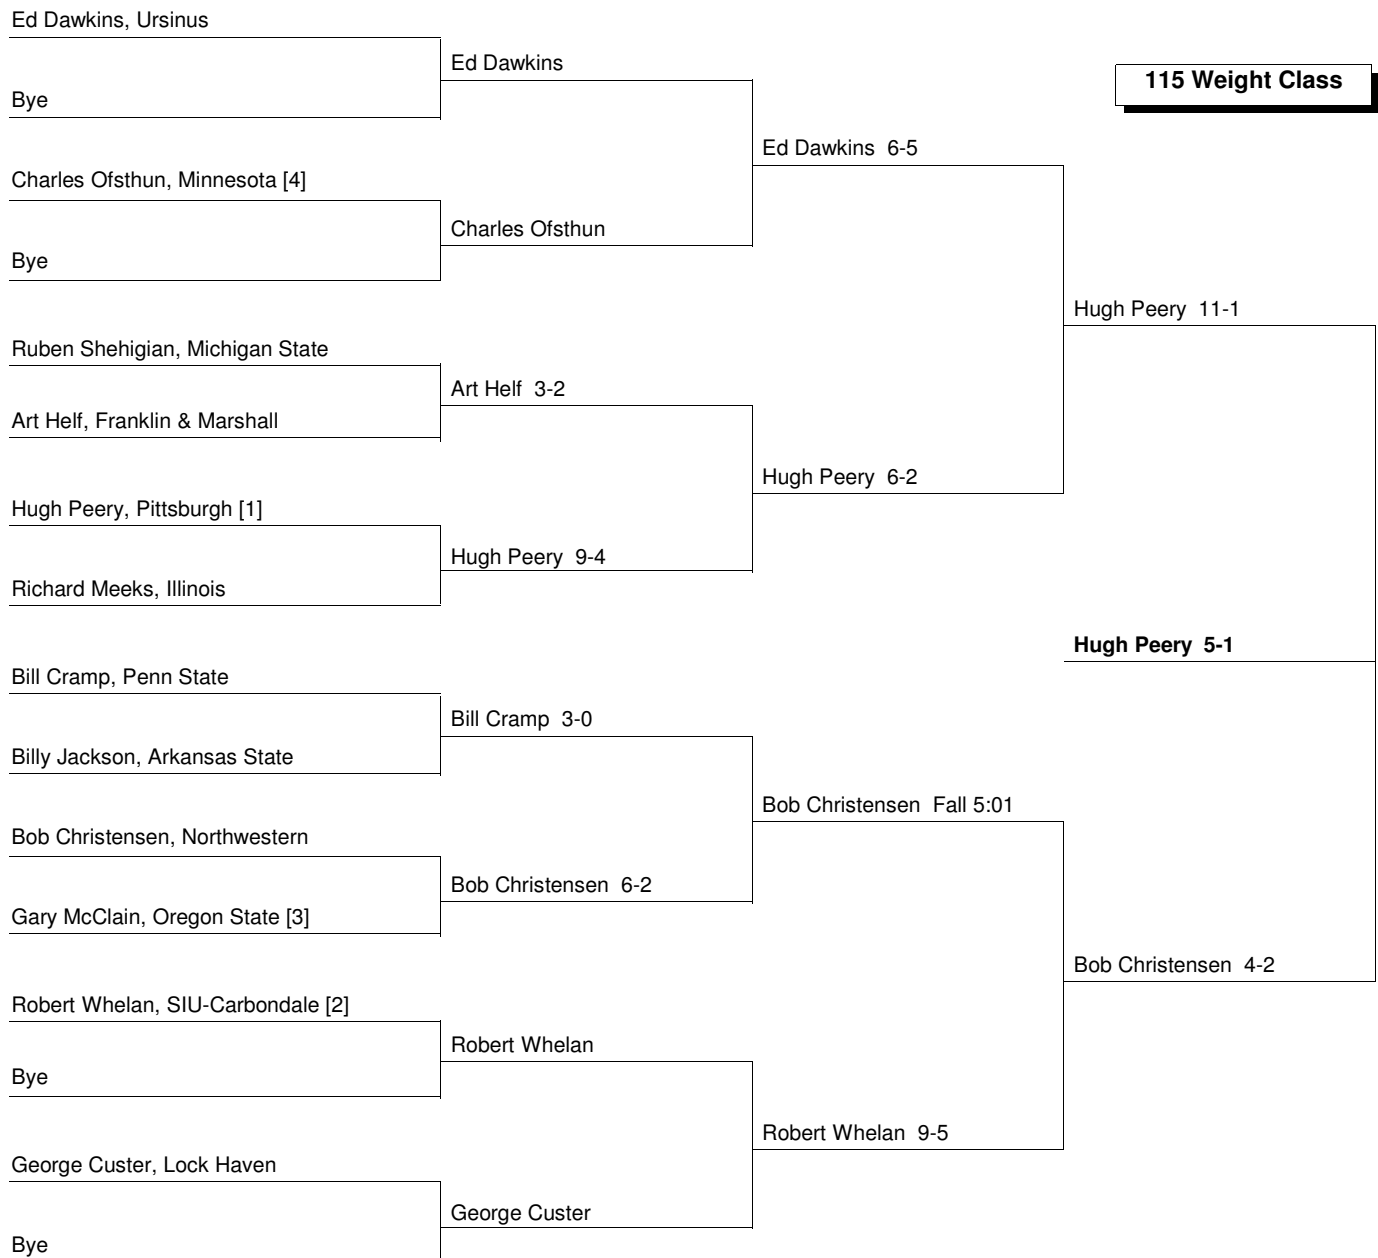 Ed Dawkins, Ursinus
Ed Dawkins
115 Weight Class
Bye
Ed Dawkins 6-5
Charles Ofsthun, Minnesota [4]
Charles Ofsthun
Bye
Hugh Peery 11-1
Ruben Shehigian, Michigan State
Art Helf 3-2
Art Helf, Franklin & Marshall
Hugh Peery 6-2
Hugh Peery, Pittsburgh [1]
Hugh Peery 9-4
Richard Meeks, Illinois
Hugh Peery 5-1
Bill Cramp, Penn State
Bill Cramp 3-0
Billy Jackson, Arkansas State
Bob Christensen Fall 5:01
Bob Christensen, Northwestern
Bob Christensen 6-2
Gary McClain, Oregon State [3]
Bob Christensen 4-2
Robert Whelan, SIU-Carbondale [2]
Robert Whelan
Bye
Robert Whelan 9-5
George Custer, Lock Haven
George Custer
Bye